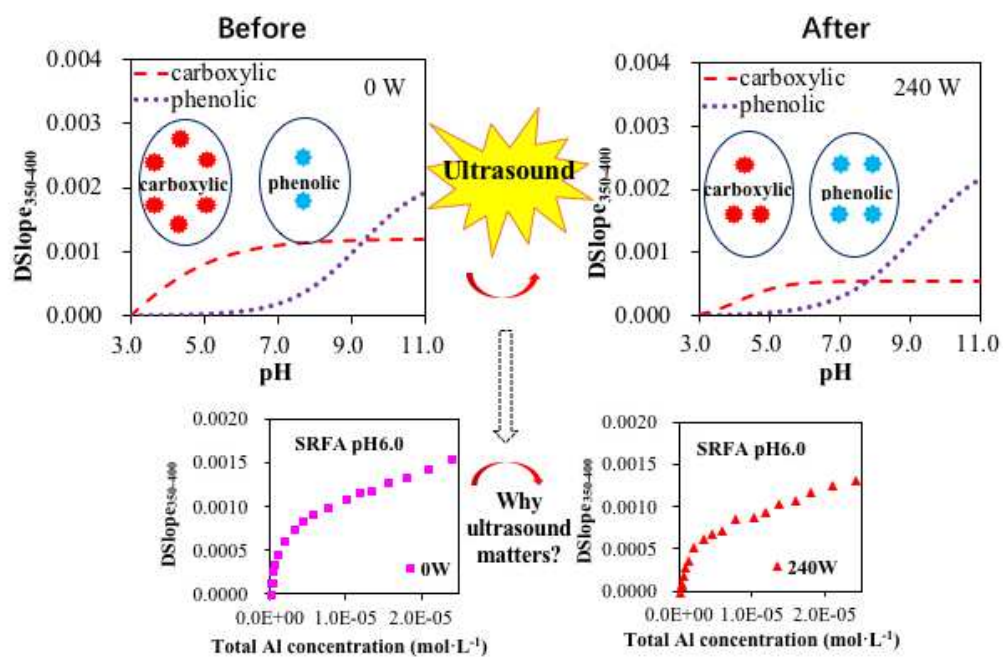 Before
After
0.004
0.003
0.002
0.001
0.000
DSlope350-400
carboxylic
phenolic
0 W
carboxylic
phenolic
3.0 5.0 7.0 9.0 11.0
pH
Ultrasound
0.004
0.003
0.002
0.001
0.000
DSlope350-400
carboxylic
phenolic
240 W
carboxylic
phenolic
3.0 5.0 7.0 9.0 11.0
pH
0.0020
0.0015
0.0010
0.0005
0.0000
DSlope350-400
SRFA pH6.0
0W
0.0E+00 1.0E-05 2.0E-05
Total Al concentration (mol·L-1)
Why
ultrasound
matters?
0.0020
0.0015
0.0010
0.0005
0.0000
DSlope350-400
SRFA pH6.0
240W
0.0E+00 1.0E-05 2.0E-05
Total Al concentration (mol·L-1)